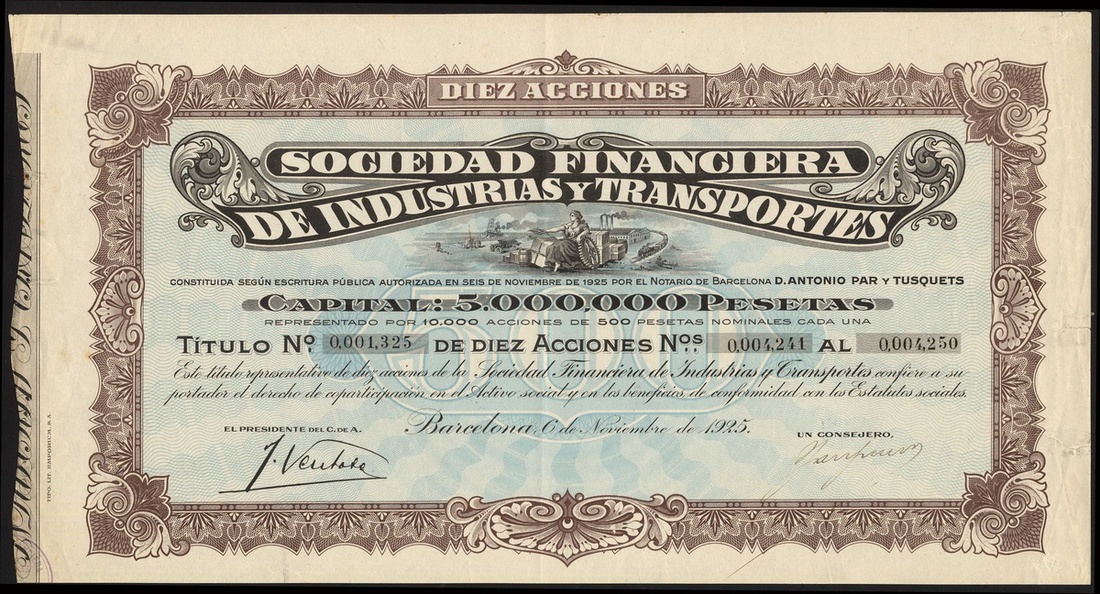 DIEZ ACCIONES
SOCIEDAD FINANCIERA
DE INDUSTRIAS Y TRANSPORTES
CONSTITUIDA SEGÚN ESCRITURA PÚBLICA AUTORIZADA EN SEIS DE NOVIEMBRE DE 1925 POR EL NOTARIO DE BARCELONA D. ANTONIO PAR Y TUSQUETS
CAPITAL: 5.000,000 PESETAS
REPRESENTADO POR 10.000 ACCIONES DE 500 PESETAS NOMINALES CADA UNA
500
TÍTULO Nº 0,001,325 DE DIEZ ACCIONES NOS. 0,004,241 AL 0,004,250
Este título representativo de diez acciones de la Sociedad Financiera de Industrias y Transportes confiere a su
portador el derecho de coparticipación en el Activo social y en los beneficios, de conformidad con los Estatutos sociales.
Barcelona, 6 de Noviembre de 1925.
EL PRESIDENTE DEL C. DE A.
UN CONSEJERO,
J. Ventosa
TIPO. LIT. EMPORIUM, S. A.